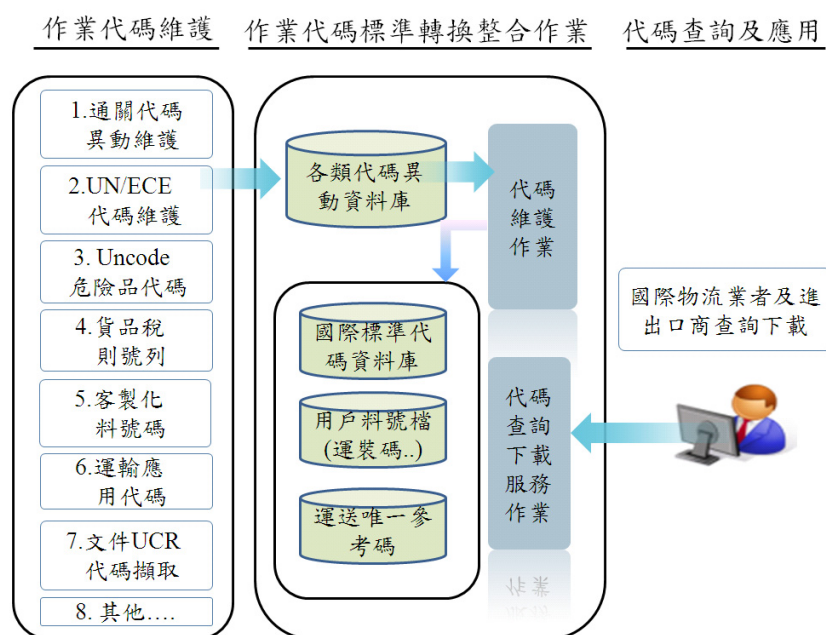 作業代碼維護
作業代碼標準轉換整合作業
代碼查詢及應用
1.通關代碼
異動維護
2.UN/ECE
代碼維護
3. Uncode
危險品代碼
4.貨品稅
則號列
5.客製化
料號碼
6.運輸應
用代碼
7.文件UCR
代碼擷取
8. 其他....
各類代碼異
動資料庫
國際標準代
碼資料庫
用戶料號檔
(運裝碼..)
運送唯一參
考碼
代碼
維護
作業
代碼
查詢
下載
服務
作業
國際物流業者及進
出口商查詢下載